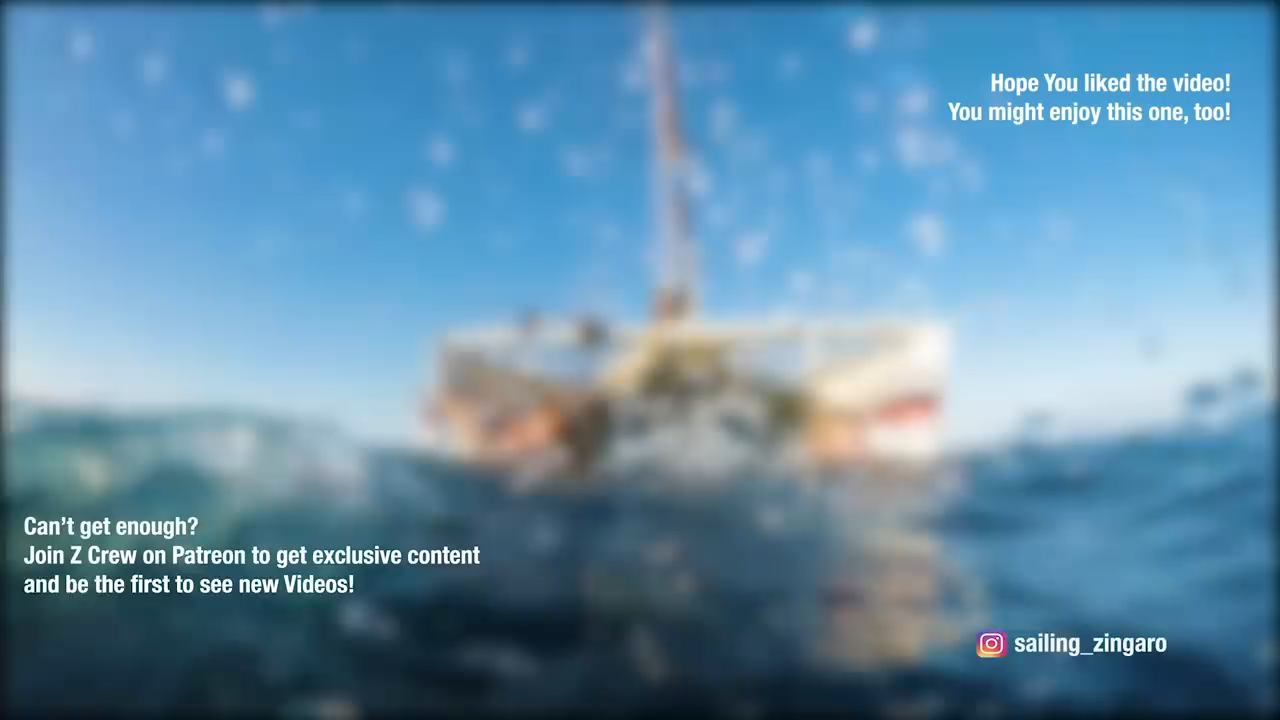 Hope You liked the video!
You might enjoy this one, too!
Can't get enough?
Join Z Crew on Patreon to get exclusive content
and be the first to see new Videos!
sailing_zingaro